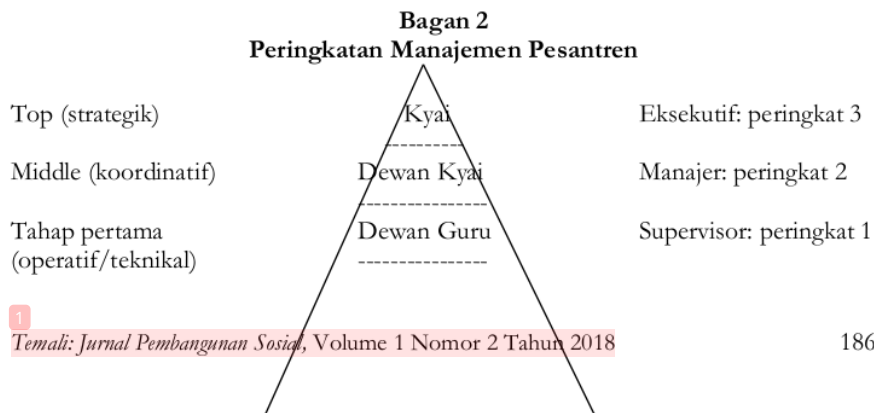 Bagan 2
Peringkatan Manajemen Pesantren
Top (strategik) Kyai Eksekutif: peringkat 3
----------
Middle (koordinatif) Dewan Kyai Manajer: peringkat 2
----------------
Tahap pertama Dewan Guru Supervisor: peringkat 1
(operatif/teknikal) ----------------
1
Temali: Jurnal Pembangunan Sosial, Volume 1 Nomor 2 Tahun 2018 186